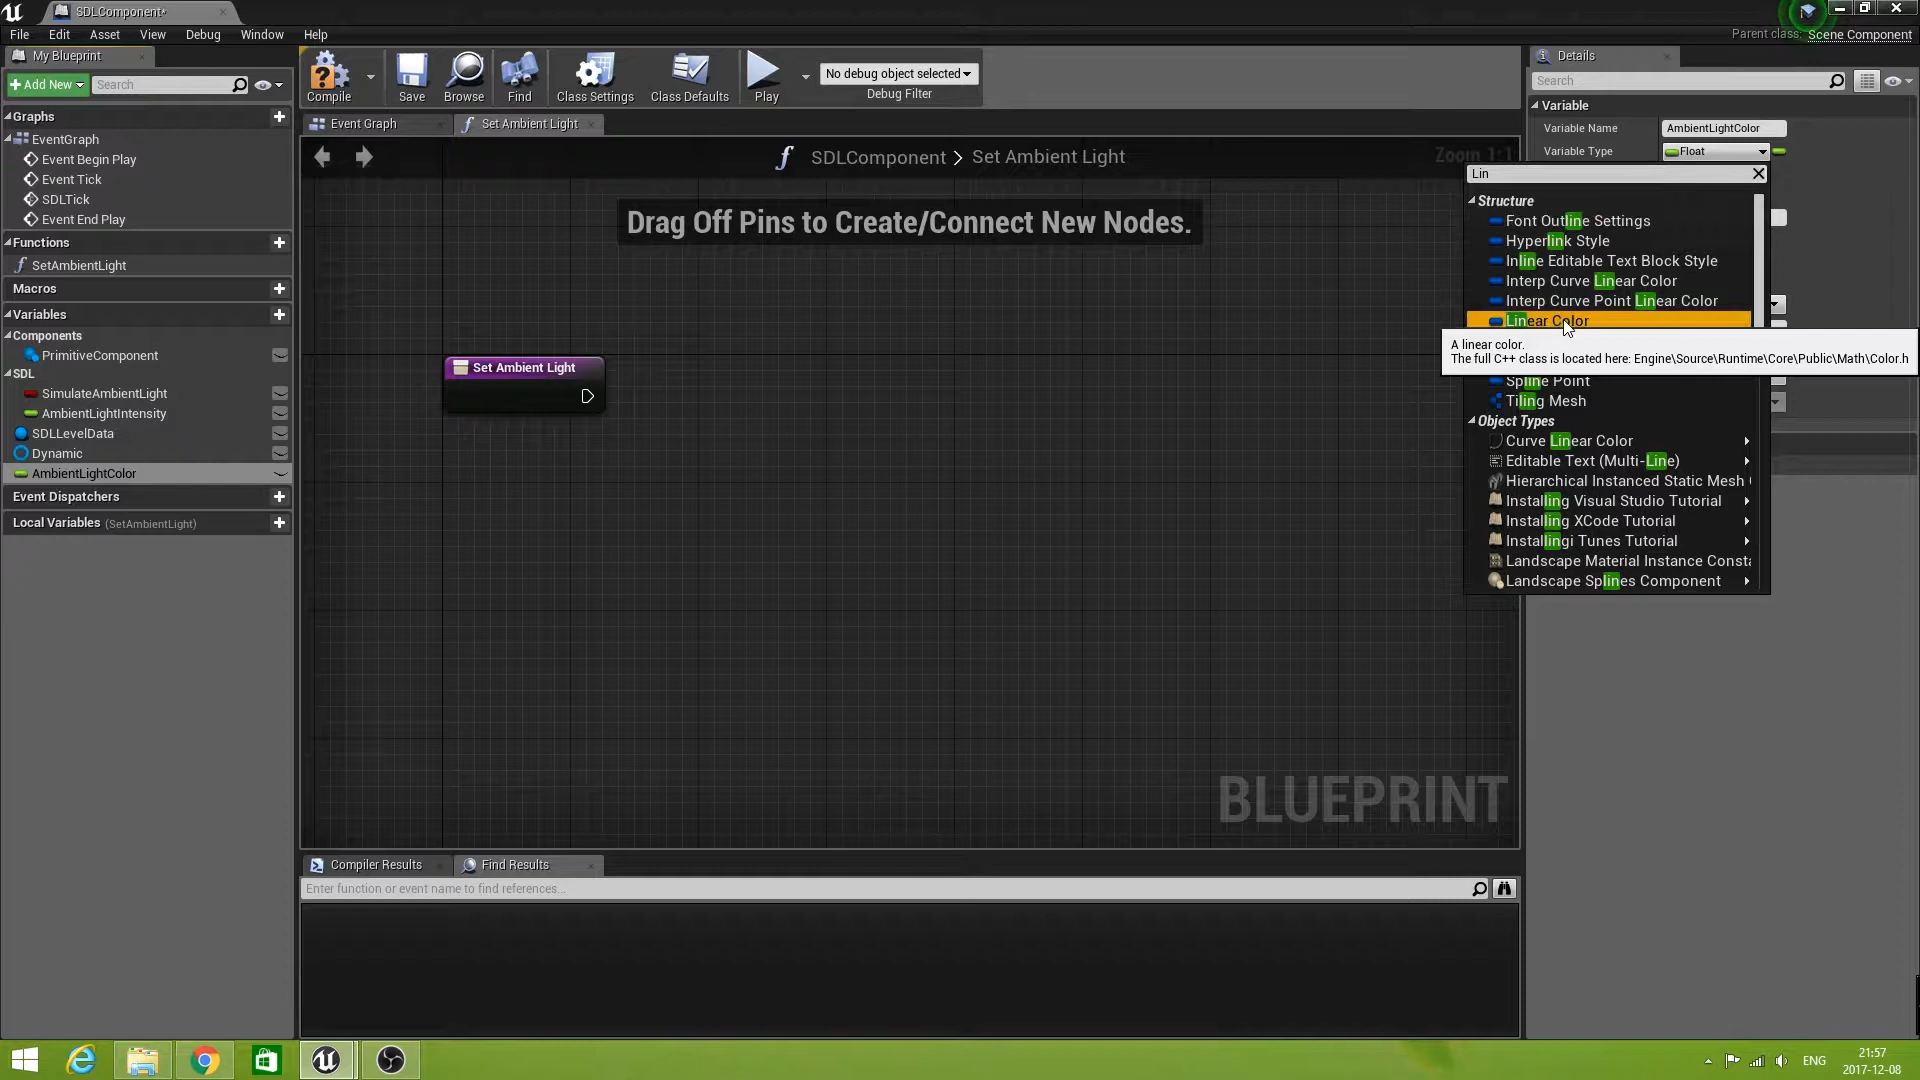 SDLComponent*
File Edit Asset View Debug Window Help
Parent class: Scene Component
My Blueprint
Add New
Search
Graphs
EventGraph
Event Begin Play
Event Tick
SDLTick
Event End Play
Functions
SetAmbientLight
Macros
Variables
Components
PrimitiveComponent
SDL
SimulateAmbientLight
AmbientLightIntensity
SDLLevelData
Dynamic
AmbientLightColor
Event Dispatchers
Local Variables (SetAmbientLight)
Compile Save Browse Find Class Settings Class Defaults Play
No debug object selected
Debug Filter
Event Graph
Set Ambient Light
SDLComponent > Set Ambient Light
Zoom 1:1
Drag Off Pins to Create/Connect New Nodes.
Set Ambient Light
BLUEPRINT
Compiler Results
Find Results
Enter function or event name to find references...
Details
Search
Variable
Variable Name AmbientLightColor
Variable Type Float
Lin
Structure
Font Outline Settings
Hyperlink Style
Inline Editable Text Block Style
Interp Curve Linear Color
Interp Curve Point Linear Color
Linear Color
A linear color.
The full C++ class is located here: Engine\Source\Runtime\Core\Public\Math\Color.h
Spline Point
Tiling Mesh
Object Types
Curve Linear Color
Editable Text (Multi-Line)
Hierarchical Instanced Static Mesh
Installing Visual Studio Tutorial
Installing XCode Tutorial
Installingi Tunes Tutorial
Landscape Material Instance Consta
Landscape Splines Component
ENG
21:57
2017-12-08